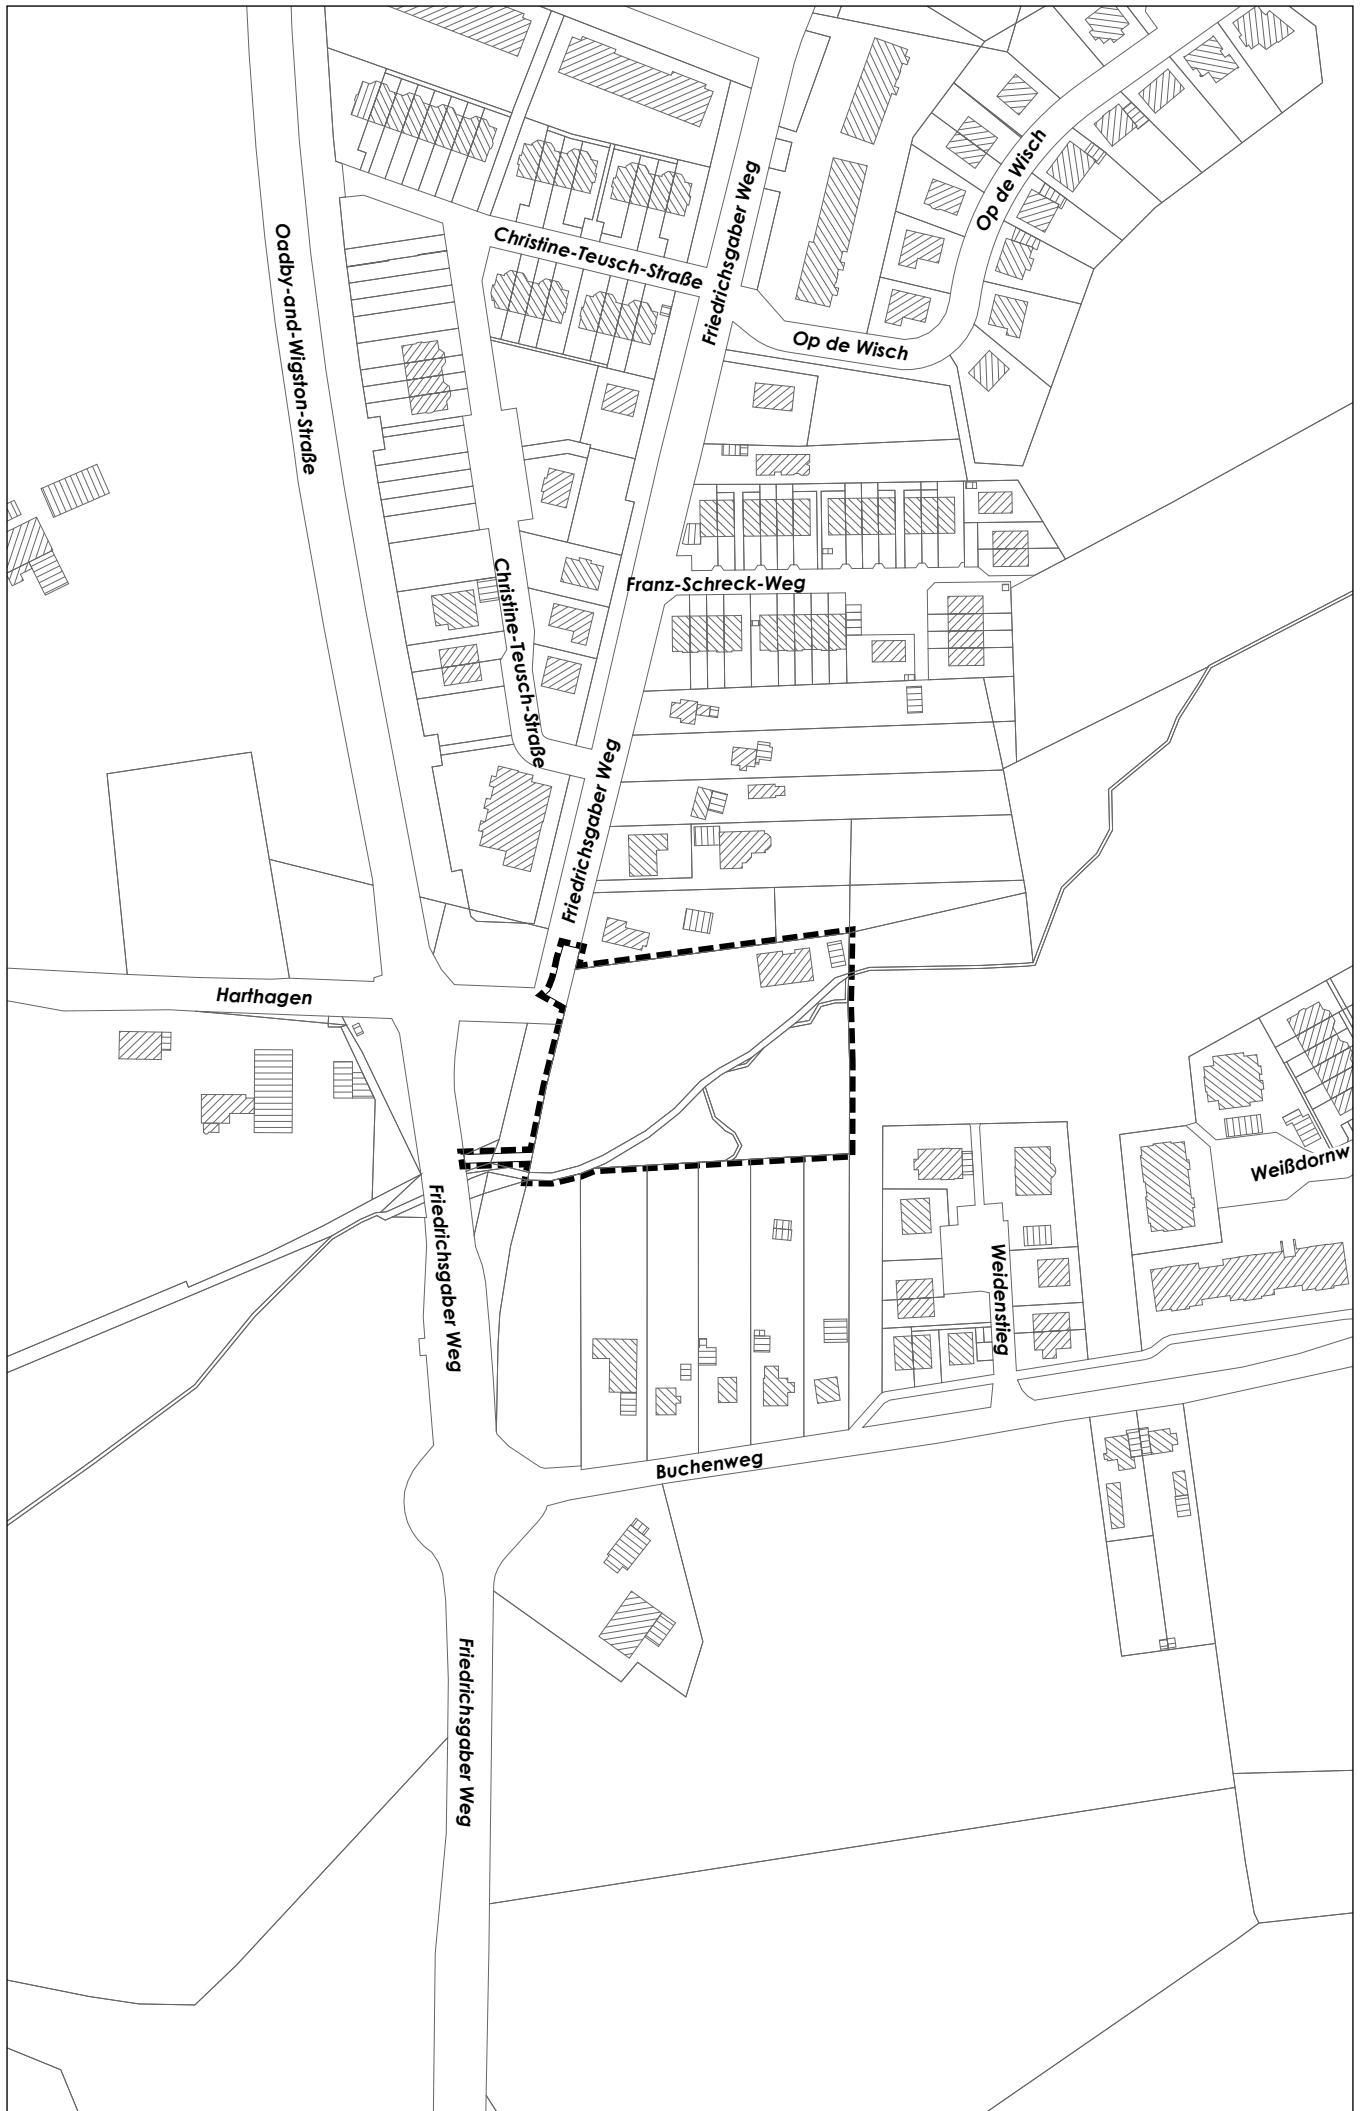 Op de Wisch
Friedrichsgaber Weg
Christine-Teusch-Straße
Oadby-and-Wigston-Straße
Op de Wisch
Franz-Schreck-Weg
Christine-Teusch-Straße
Friedrichsgaber Weg
Harthagen
Weißdornw
Friedrichsgaber Weg
Weidenstieg
Buchenweg
Friedrichsgaber Weg